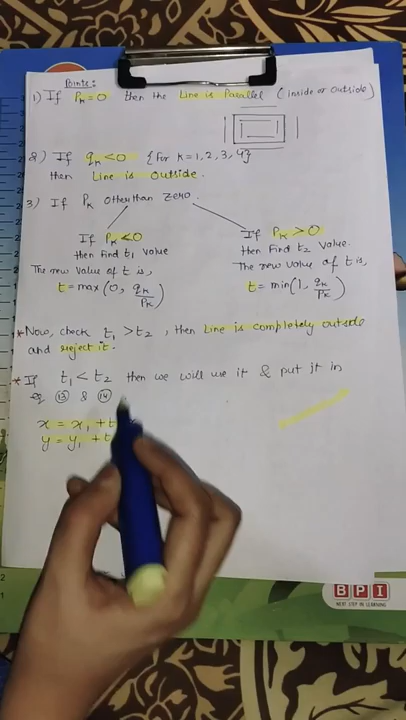 Points:
1) If Pk = 0 then the Line is Parallel (inside or outside)
2) If qk < 0 {for k = 1, 2, 3, 4}
then Line is outside.
3) If Pk other than zero.
If Pk < 0
then find t1 value
The new value of t is,
t = max(0, qk/Pk)
If Pk > 0
then find t2 value.
The new value of t is,
t = min(1, qk/Pk)
* Now, check t1 > t2, then line is completely outside
and reject it.
* If t1 < t2 then we will use it & put it in
eq 13 & 14
x = x1 + t
y = y1 + t
BPI
NEXT STEP IN LEARNING